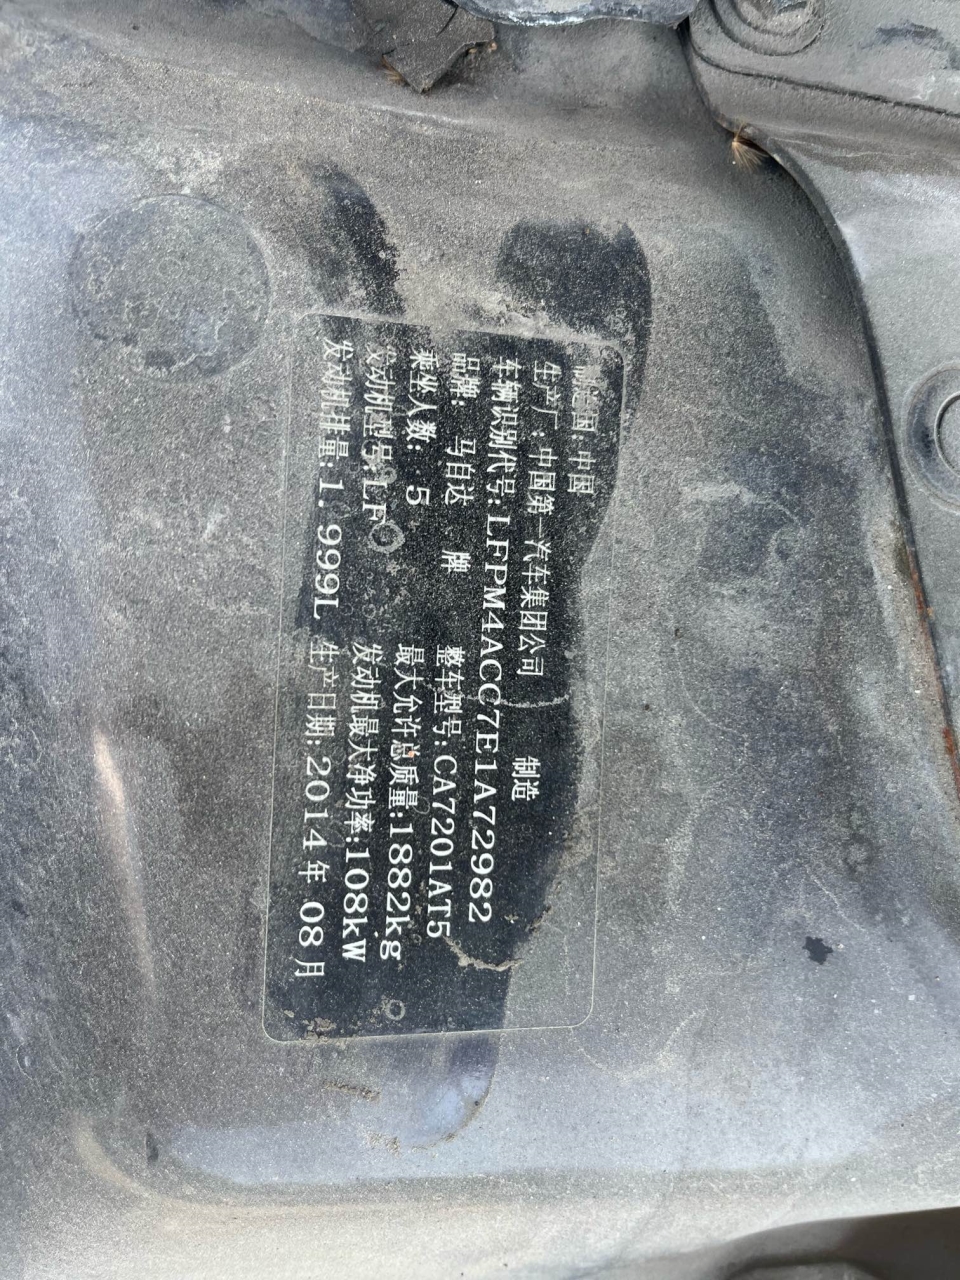 制造国:中国
生产厂:中国第一汽车集团公司 制造
车辆识别代号:LFPM4ACC7E1A72982
品牌: 马自达 牌 整车型号:CA7201AT5
乘坐人数: 5 最大允许总质量:1882kg
发动机型号:LF 发动机最大净功率:108kW
发动机排量:1.999L 生产日期:2014年 08月